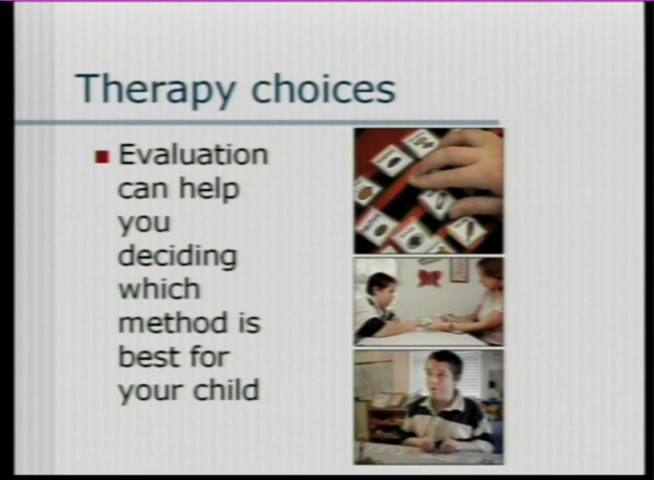 Therapy choices
Evaluation
can help
you
deciding
which
method is
best for
your child